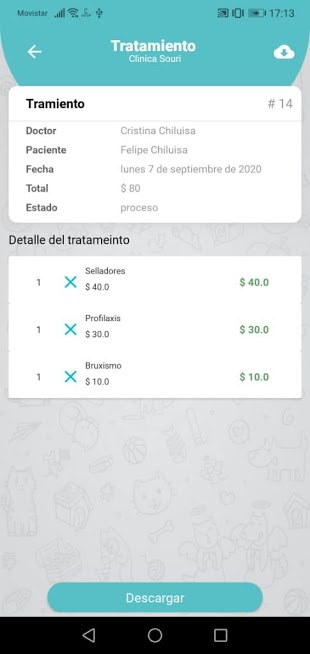 Movistar 17:13
Tratamiento
Clinica Souri
Tramiento # 14
Doctor Cristina Chiluisa
Paciente Felipe Chiluisa
Fecha lunes 7 de septiembre de 2020
Total $ 80
Estado proceso
Detalle del tratameinto
Selladores
1 $ 40.0 $ 40.0
Profilaxis
1 $ 30.0 $ 30.0
Bruxismo
1 $ 10.0 $ 10.0
Descargar